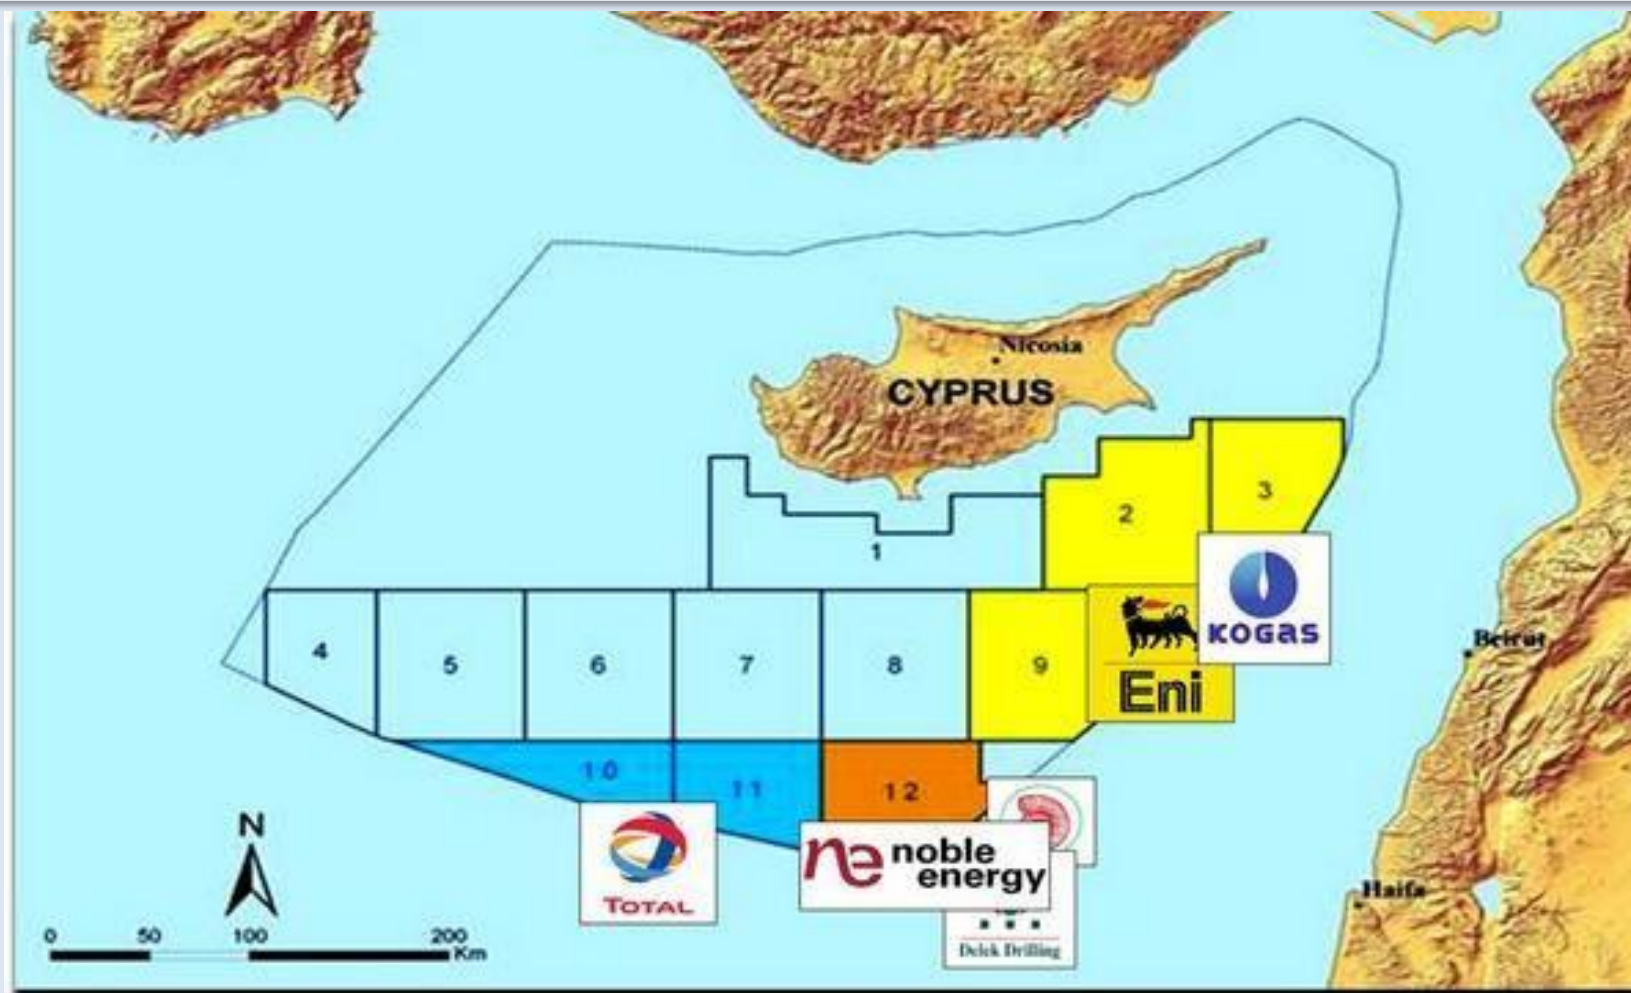 Nicosia
CYPRUS
1
2
3
4
5
6
7
8
9
10
11
12
KOGAS
Eni
TOTAL
ne noble
energy
Delek Drilling
Beirut
Haifa
N
0 50 100 200
Km